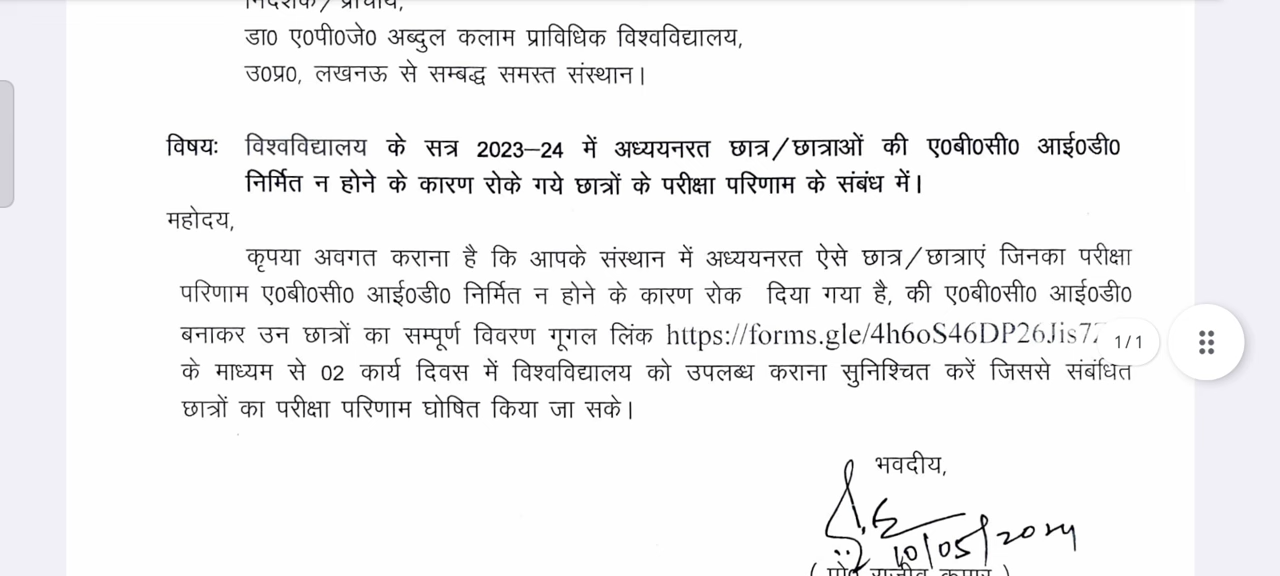 निदेशक/प्राचार्य,
डा0 ए0पी0जे0 अब्दुल कलाम प्राविधिक विश्वविद्यालय,
उ0प्र0, लखनऊ से सम्बद्ध समस्त संस्थान।
विषयः विश्वविद्यालय के सत्र 2023–24 में अध्ययनरत छात्र/छात्राओं की ए0बी0सी0 आई0डी0
निर्मित न होने के कारण रोके गये छात्रों के परीक्षा परिणाम के संबंध में।
महोदय,
कृपया अवगत कराना है कि आपके संस्थान में अध्ययनरत ऐसे छात्र/छात्राएं जिनका परीक्षा
परिणाम ए0बी0सी0 आई0डी0 निर्मित न होने के कारण रोक दिया गया है, की ए0बी0सी0 आई0डी0
बनाकर उन छात्रों का सम्पूर्ण विवरण गूगल लिंक 1/1
के माध्यम से 02 कार्य दिवस में विश्वविद्यालय को उपलब्ध कराना सुनिश्चित करें जिससे संबंधित
छात्रों का परीक्षा परिणाम घोषित किया जा सके।
भवदीय,
10/05/2024